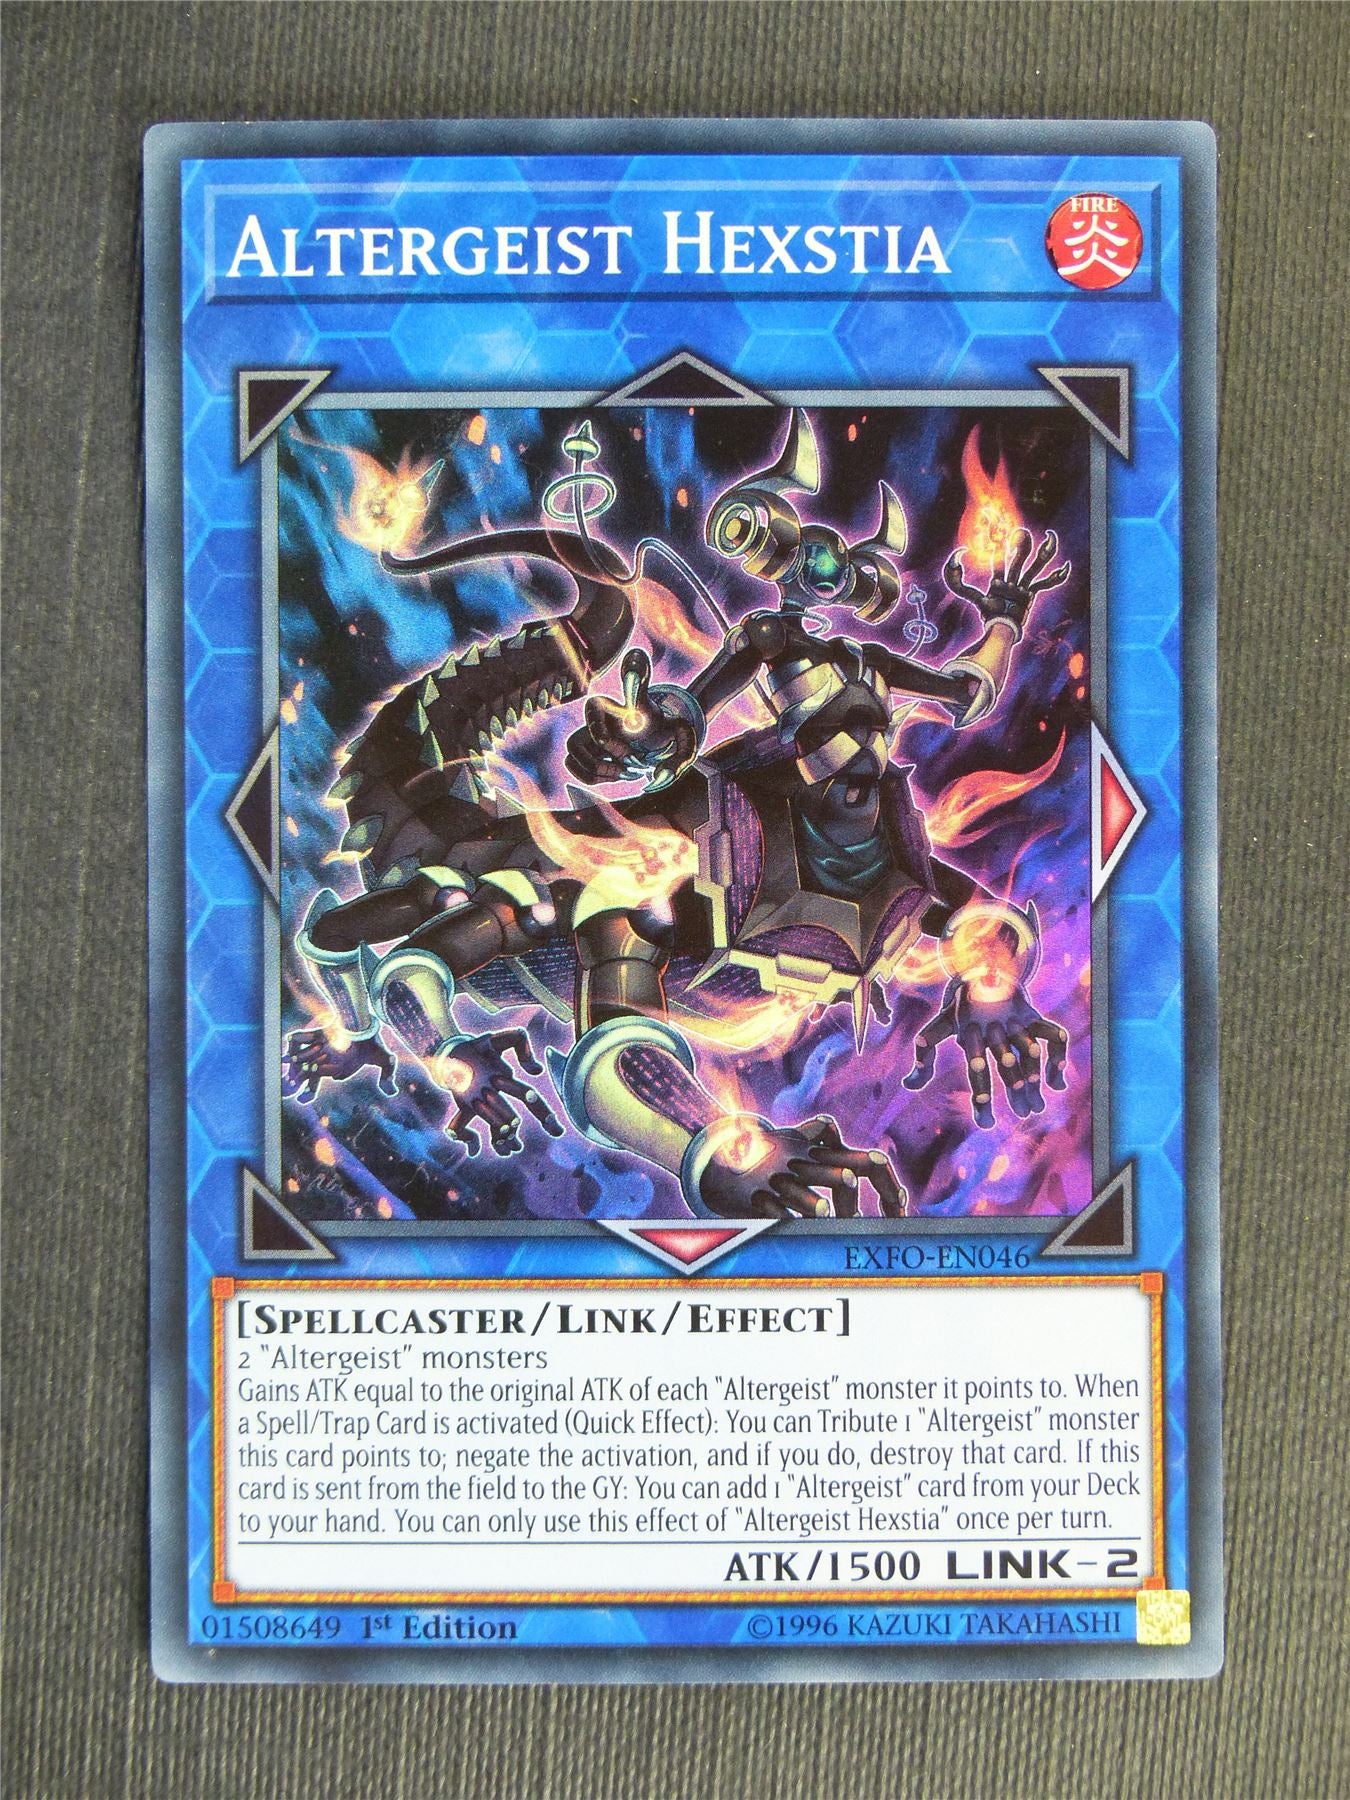 ALTERGEIST HEXSTIA
FIRE
炎
EXFO-EN046
[SPELLCASTER/LINK/EFFECT]
2 "Altergeist" monsters
Gains ATK equal to the original ATK of each "Altergeist" monster it points to. When
a Spell/Trap Card is activated (Quick Effect): You can Tribute 1 "Altergeist" monster
this card points to; negate the activation, and if you do, destroy that card. If this
card is sent from the field to the GY: You can add 1 "Altergeist" card from your Deck
to your hand. You can only use this effect of "Altergeist Hexstia" once per turn.
ATK/1500 LINK-2
01508649 1st Edition ©1996 KAZUKI TAKAHASHI